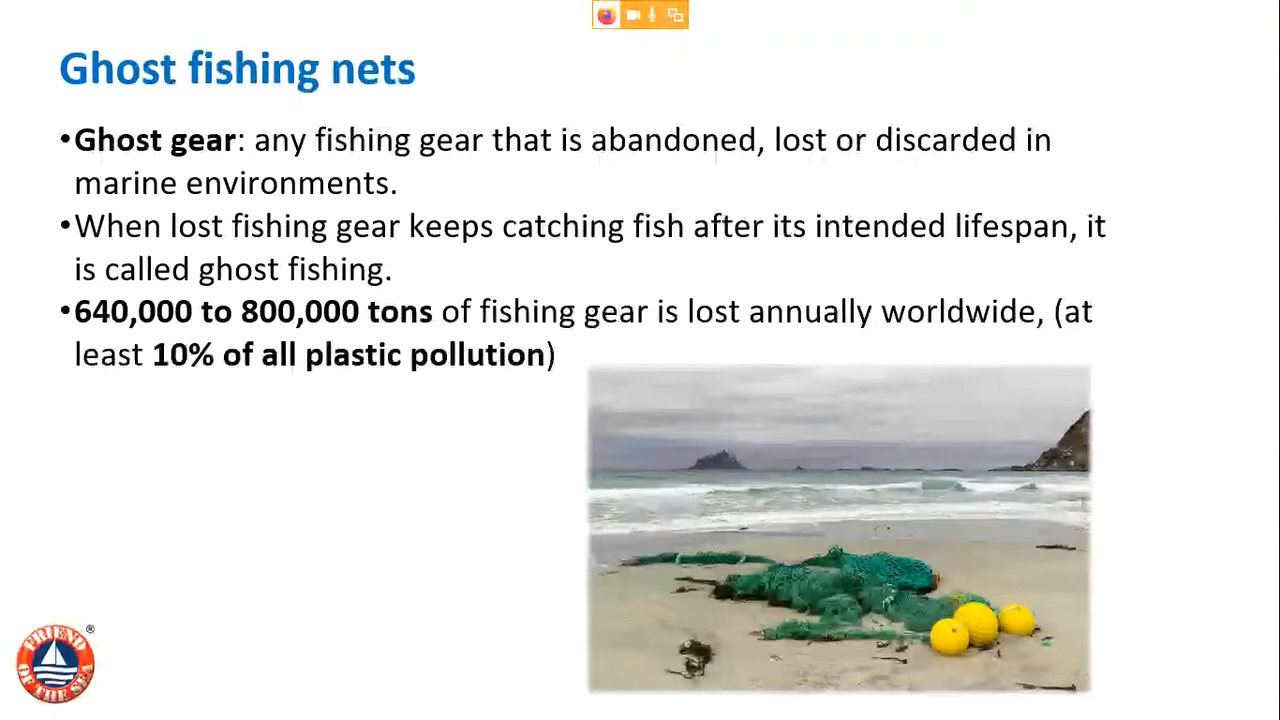 Ghost fishing nets
•Ghost gear: any fishing gear that is abandoned, lost or discarded in
marine environments.
•When lost fishing gear keeps catching fish after its intended lifespan, it
is called ghost fishing.
•640,000 to 800,000 tons of fishing gear is lost annually worldwide, (at
least 10% of all plastic pollution)
FRIEND
OF THE SEA
®